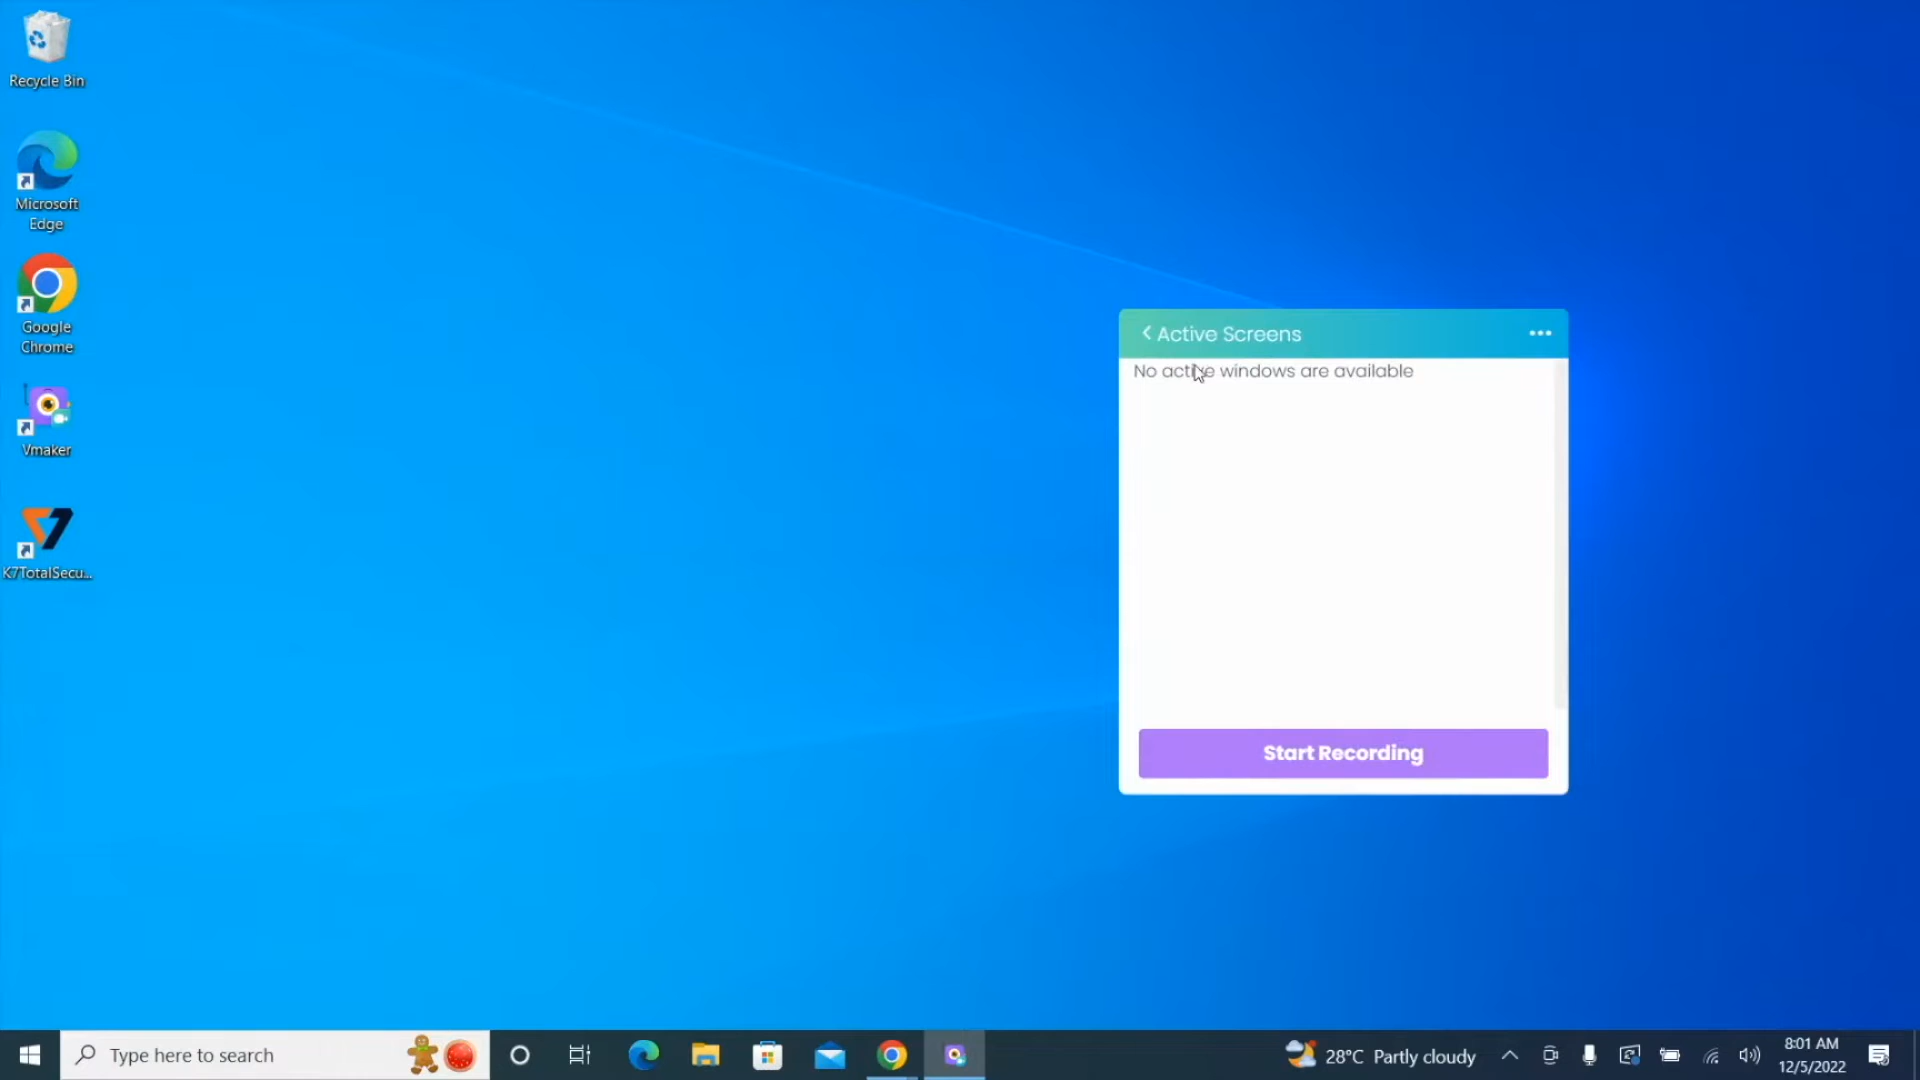 Recycle Bin
Microsoft
Edge
Google
Chrome
Vmaker
K7TotalSecu...
Active Screens
No active windows are available
Start Recording
Type here to search
28°C Partly cloudy
8:01 AM
12/5/2022